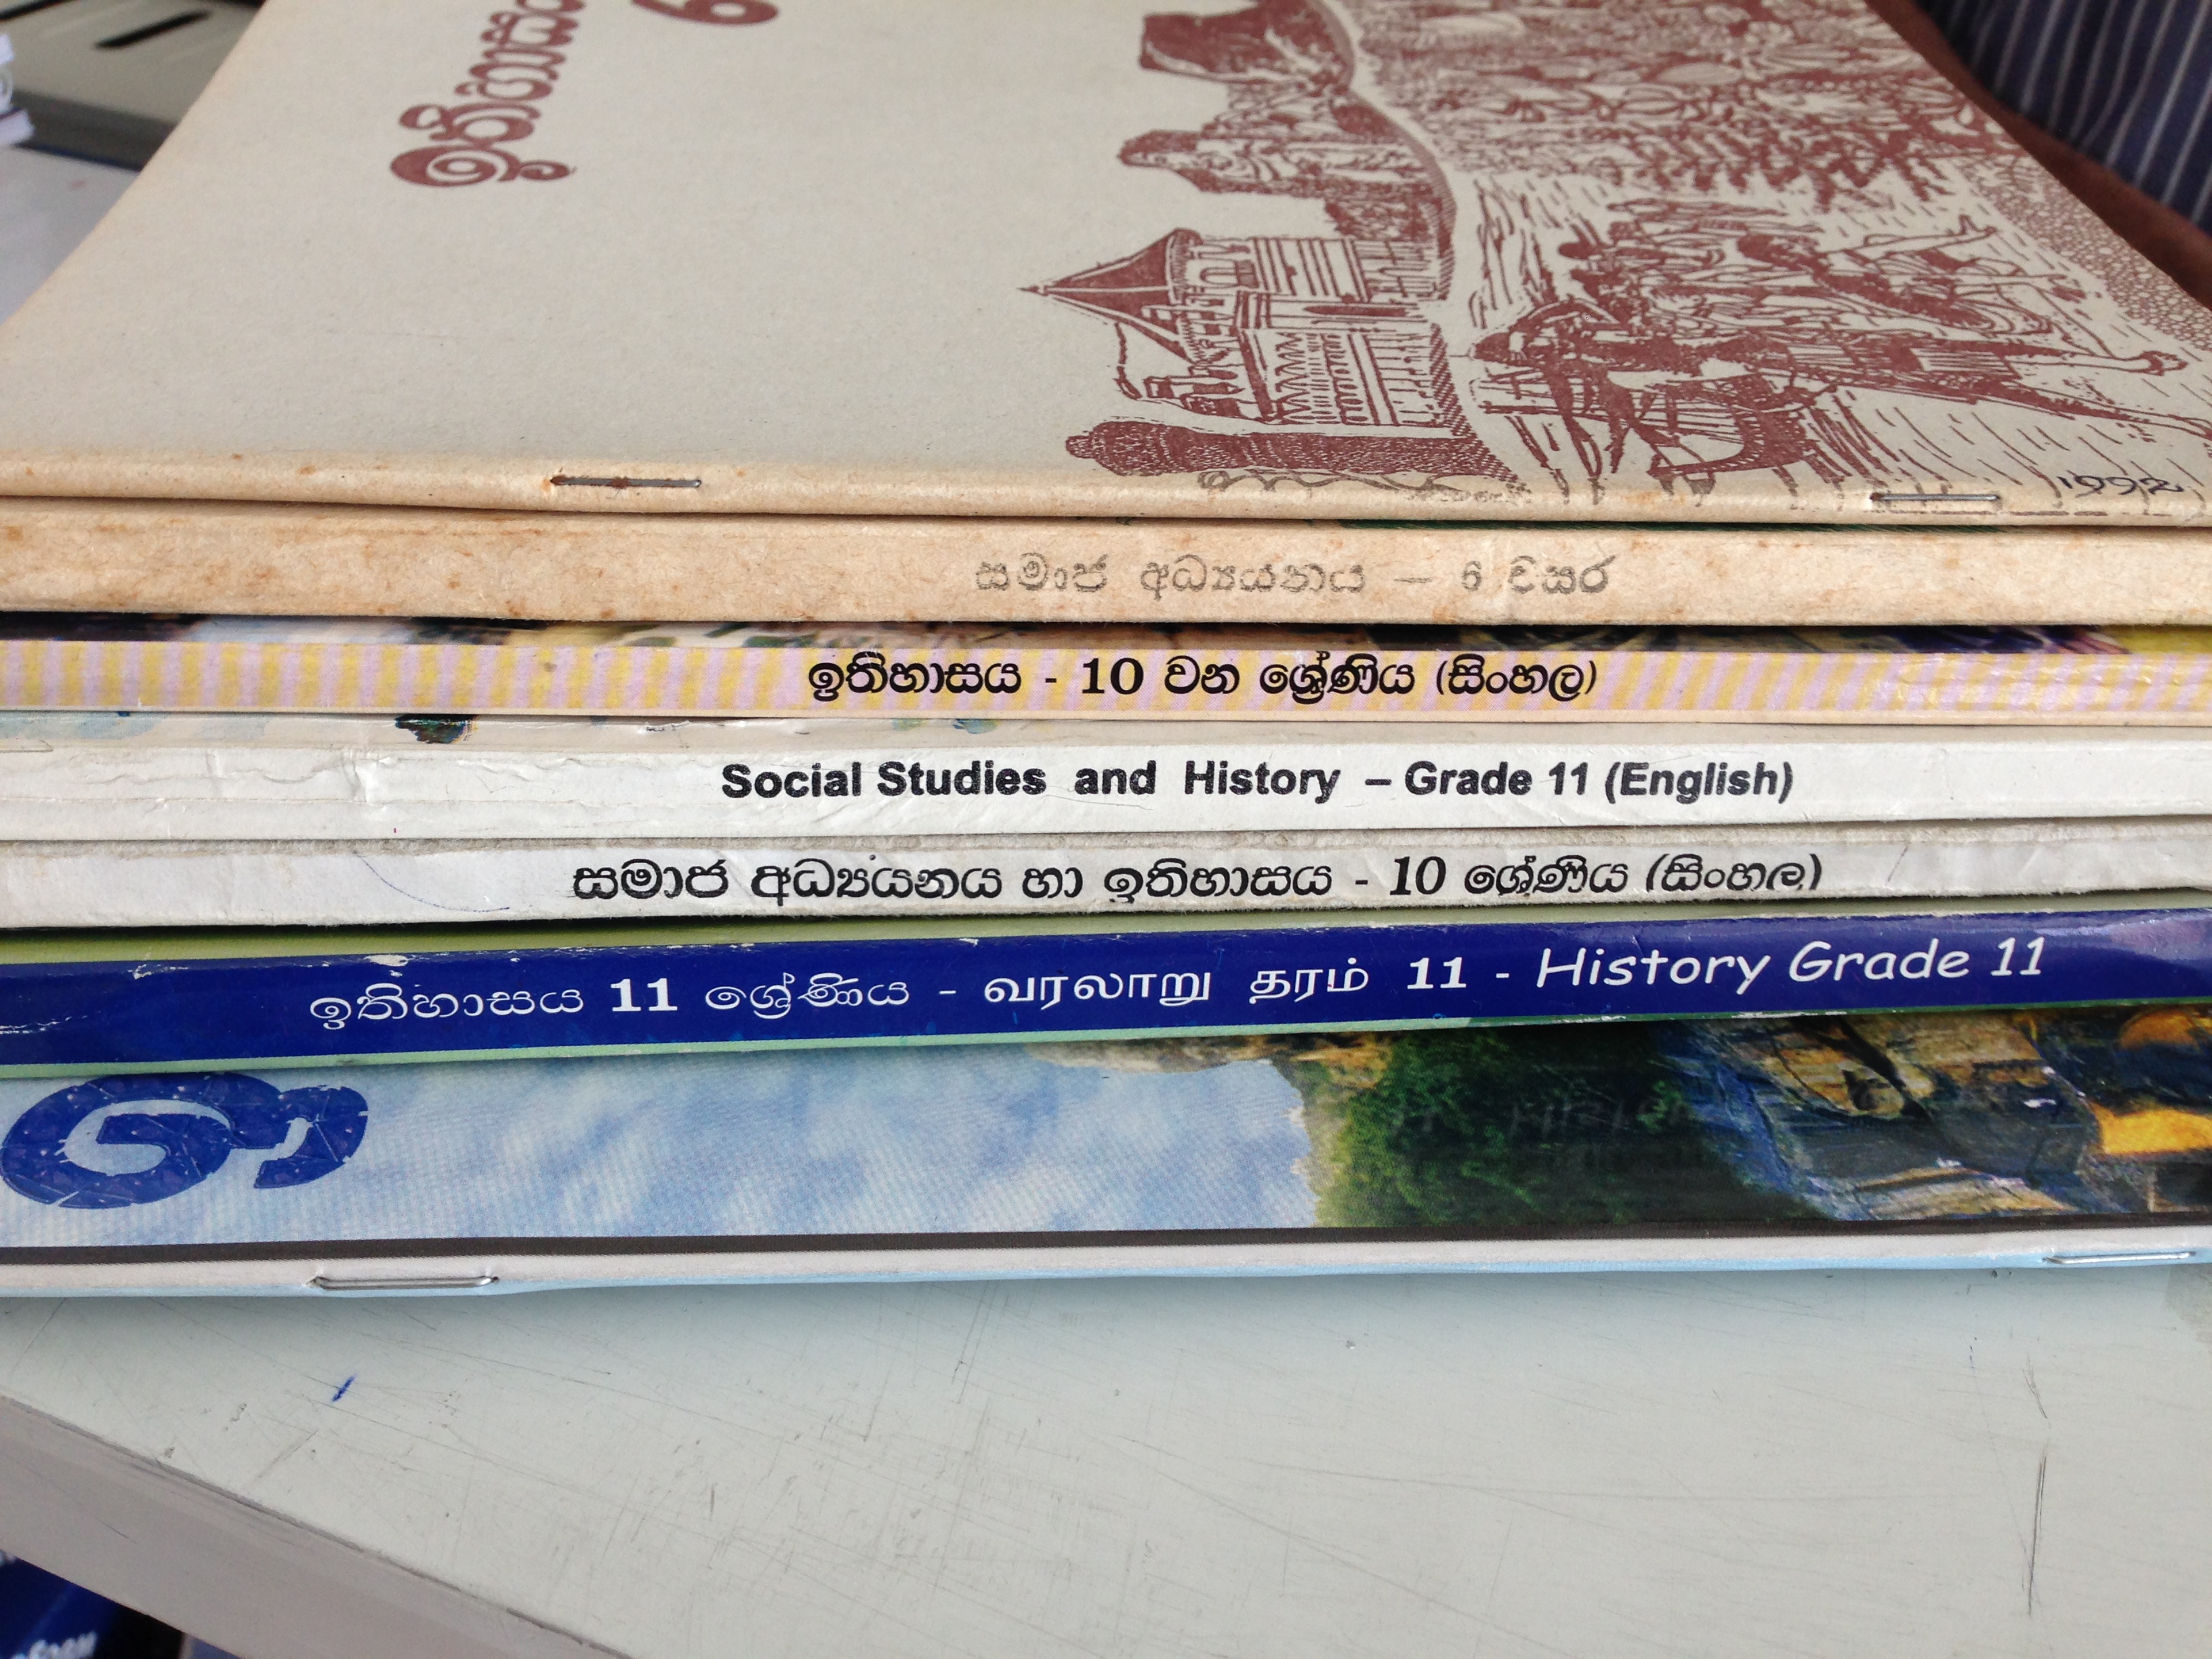 1992
සමාජ අධ්‍යයනය — 6 වසර
ඉතිහාසය - 10 වන ශ්‍රේණිය (සිංහල)
Social Studies and History – Grade 11 (English)
සමාජ අධ්‍යයනය හා ඉතිහාසය - 10 ශ්‍රේණිය (සිංහල)
ඉතිහාසය 11 ශ්‍රේණිය - வரலாறு தரம் 11 - History Grade 11